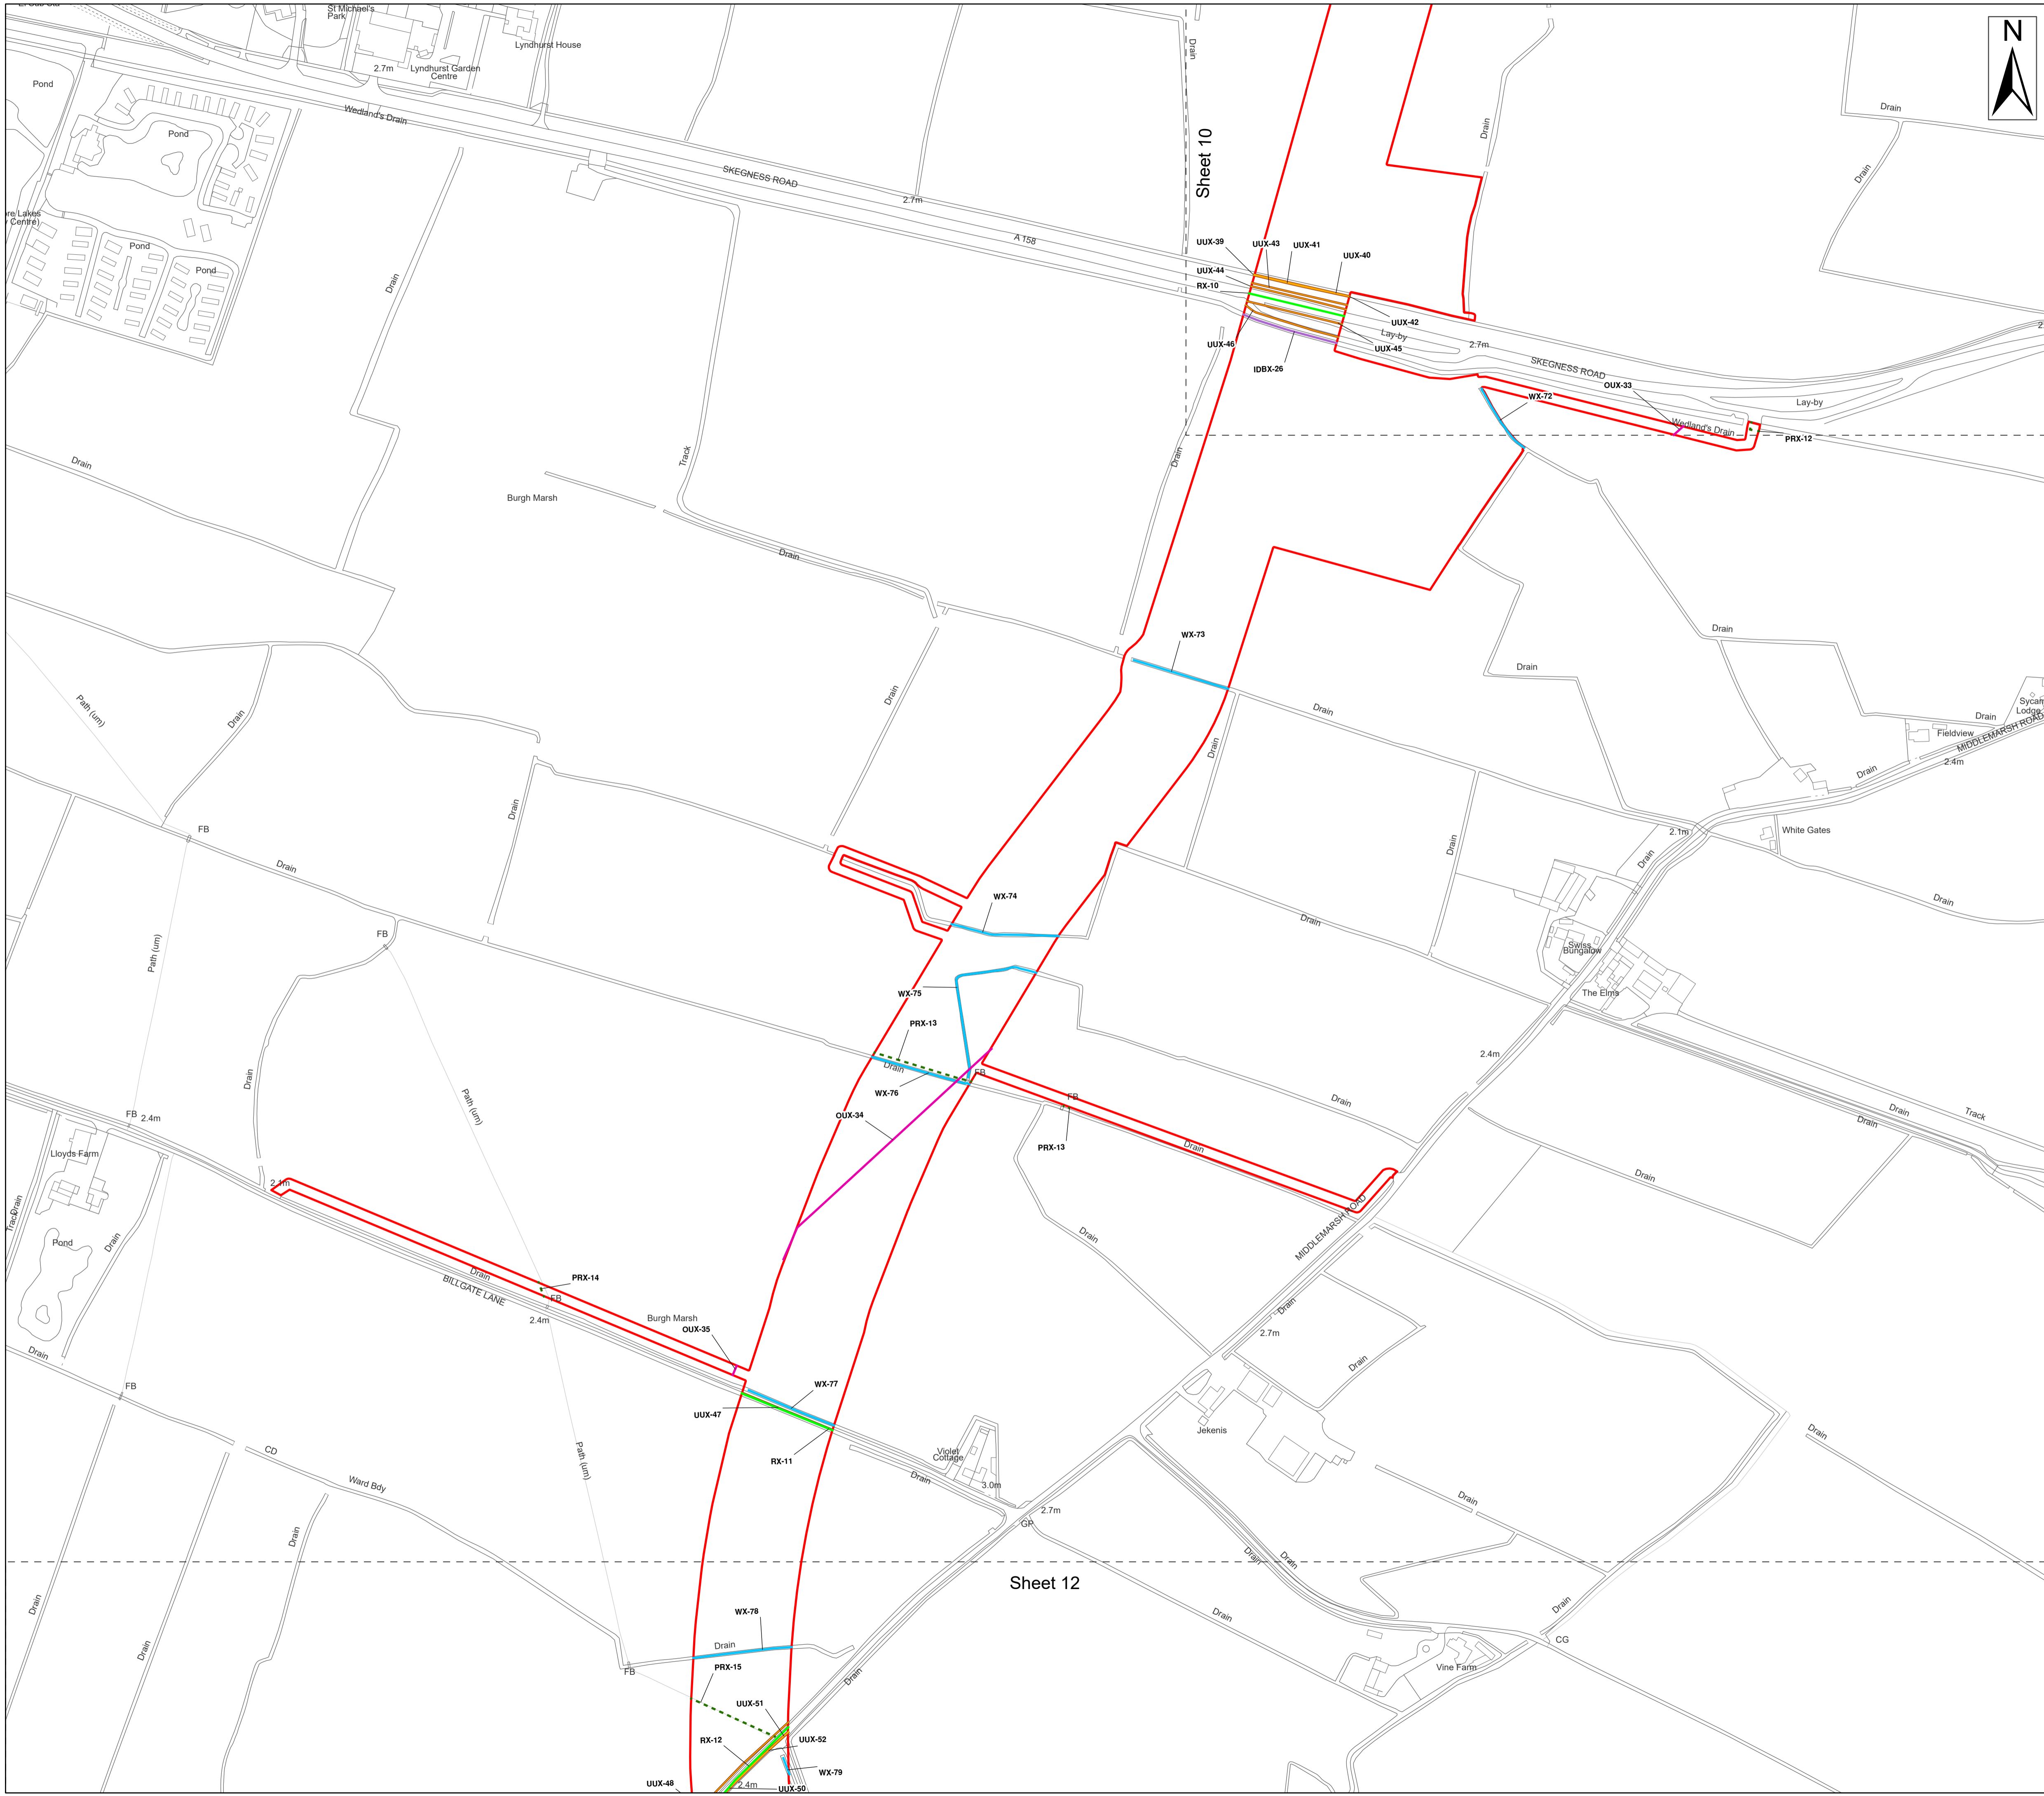 St Michael's
Park
Lyndhurst House
Lyndhurst Garden
Centre
2.7m
Pond
Wedland's Drain
Pond
Pond
Pond
SKEGNESS ROAD
2.7m
A 158
Drain
Sheet 10
N
Drain
Drain
Drain
UUX-39
UUX-43
UUX-41
UUX-40
UUX-44
RX-10
UUX-42
Lay-by
UUX-45
UUX-46
IDBX-26
2.7m
SKEGNESS ROAD
OUX-33
WX-72
Lay-by
Wedland's Drain
PRX-12
Drain
Track
Drain
Drain
Burgh Marsh
Drain
WX-73
Drain
Drain
Path (um)
Drain
Drain
Drain
Drain
Drain
Fieldview
MIDDLEMARSH ROAD
2.4m
Drain
Lodge
FB
Drain
Drain
2.1m
White Gates
Drain
Drain
Drain
WX-74
Drain
FB
Path (um)
Swiss
Bungalow
The Elms
WX-75
PRX-13
Drain
FB
WX-76
2.4m
FB
Drain
Path (um)
OUX-34
PRX-13
Drain
Drain
Drain
Track
Drain
FB
2.4m
Lloyds Farm
2.1m
Drain
Track
Pond
Drain
Drain
Drain
MIDDLEMARSH ROAD
PRX-14
Drain
BILLGATE LANE
FB
2.4m
Burgh Marsh
OUX-35
Drain
2.7m
Drain
Drain
FB
WX-77
UUX-47
RX-11
Jekenis
Violet
Cottage
Drain
3.0m
2.7m
GP
CD
Ward Bdy
Path (um)
Drain
Drain
Drain
Drain
Drain
Sheet 12
Drain
Drain
WX-78
Drain
FB
PRX-15
Drain
Drain
CG
Vine Farm
Drain
UUX-51
RX-12
UUX-52
WX-79
UUX-48
2.4m
UUX-50